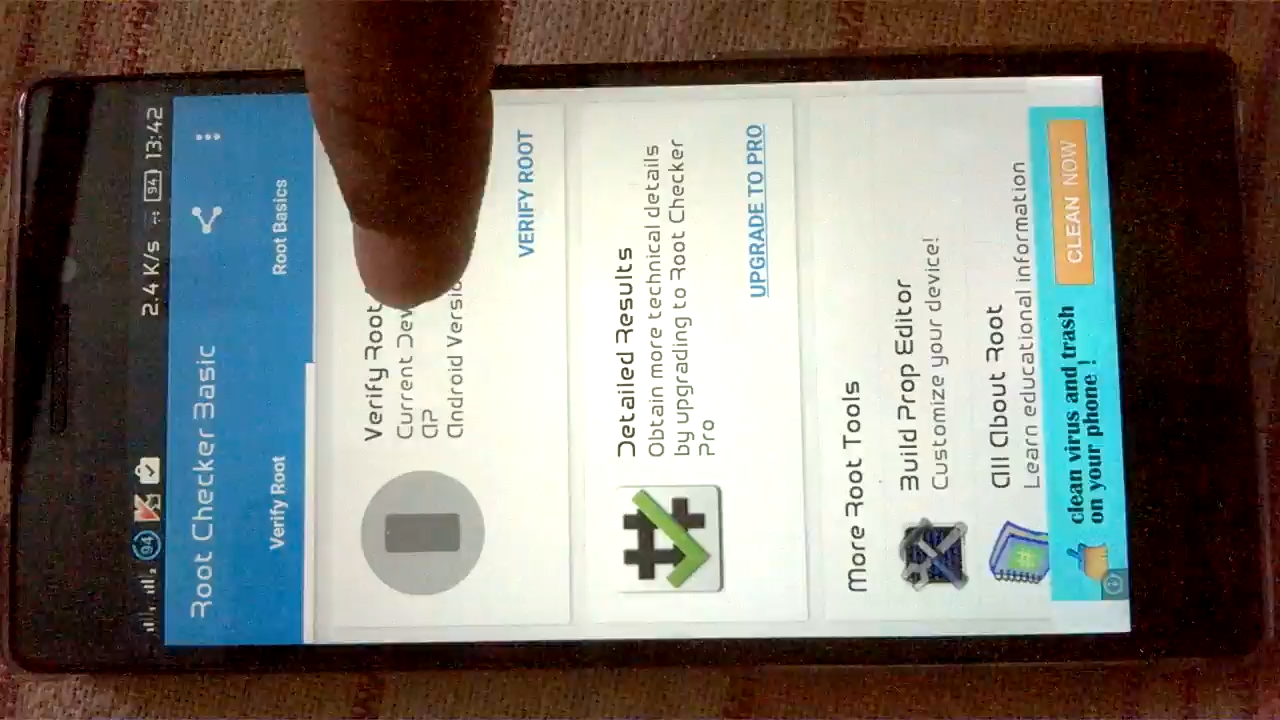 94
2.4 K/s
94
13:42
Root Checker Basic
Verify Root
Root Basics
Verify Root
Current
AP
Android
VERIFY ROOT
Detailed Results
Obtain more technical details
by upgrading to Root Checker
Pro
UPGRADE TO PRO
More Root Tools
Build Prop Editor
Customize your device!
All About Root
Learn educational information
clean virus and trash
on your phone !
CLEAN NOW